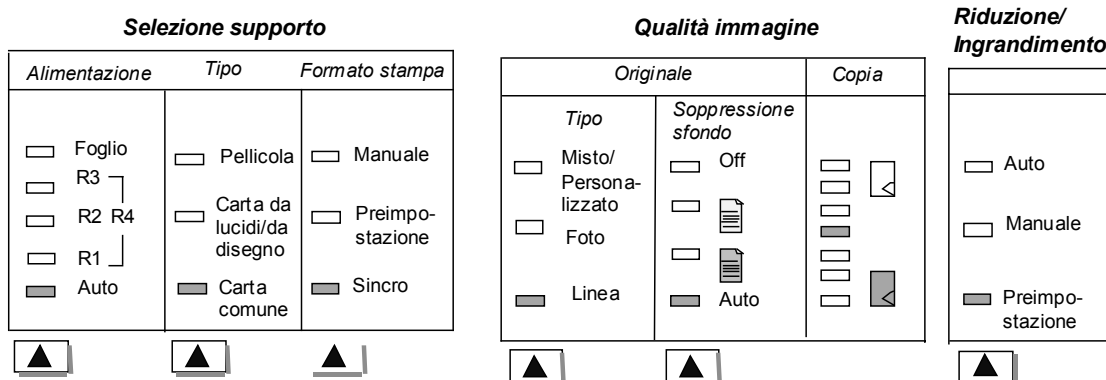 Selezione supporto
Alimentazione
Tipo
Formato stampa
Foglio
R3
R2 R4
R1
Auto
Pellicola
Carta da
lucidi/da
disegno
Carta
comune
Manuale
Preimpo-
stazione
Sincro
Qualità immagine
Originale
Copia
Tipo
Soppressione
sfondo
Misto/
Persona-
lizzato
Foto
Linea
Off
Auto
Riduzione/
Ingrandimento
Auto
Manuale
Preimpo-
stazione